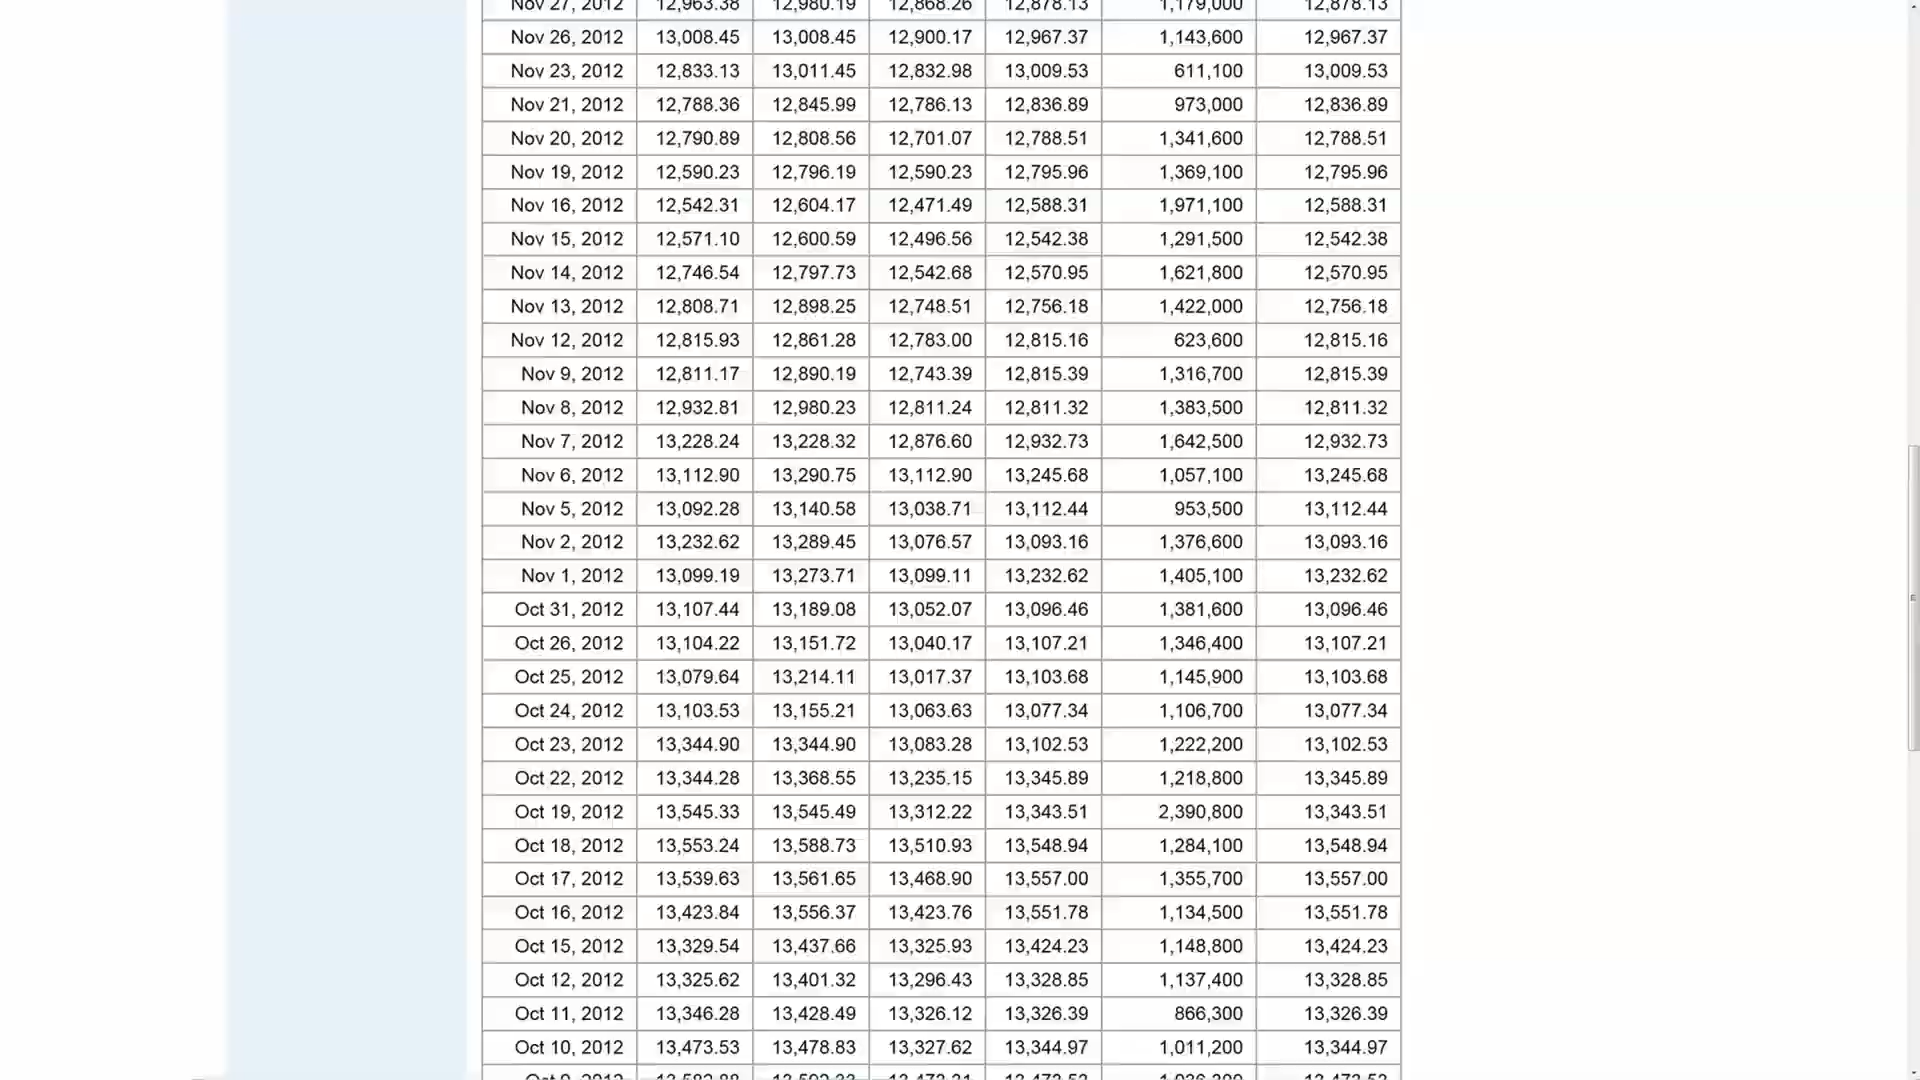 Nov 27, 2012 12,963.38 12,980.19 12,868.26 12,878.13 1,179,000 12,878.13
Nov 26, 2012 13,008.45 13,008.45 12,900.17 12,967.37 1,143,600 12,967.37
Nov 23, 2012 12,833.13 13,011.45 12,832.98 13,009.53 611,100 13,009.53
Nov 21, 2012 12,788.36 12,845.99 12,786.13 12,836.89 973,000 12,836.89
Nov 20, 2012 12,790.89 12,808.56 12,701.07 12,788.51 1,341,600 12,788.51
Nov 19, 2012 12,590.23 12,796.19 12,590.23 12,795.96 1,369,100 12,795.96
Nov 16, 2012 12,542.31 12,604.17 12,471.49 12,588.31 1,971,100 12,588.31
Nov 15, 2012 12,571.10 12,600.59 12,496.56 12,542.38 1,291,500 12,542.38
Nov 14, 2012 12,746.54 12,797.73 12,542.68 12,570.95 1,621,800 12,570.95
Nov 13, 2012 12,808.71 12,898.25 12,748.51 12,756.18 1,422,000 12,756.18
Nov 12, 2012 12,815.93 12,861.28 12,783.00 12,815.16 623,600 12,815.16
Nov 9, 2012 12,811.17 12,890.19 12,743.39 12,815.39 1,316,700 12,815.39
Nov 8, 2012 12,932.81 12,980.23 12,811.24 12,811.32 1,383,500 12,811.32
Nov 7, 2012 13,228.24 13,228.32 12,876.60 12,932.73 1,642,500 12,932.73
Nov 6, 2012 13,112.90 13,290.75 13,112.90 13,245.68 1,057,100 13,245.68
Nov 5, 2012 13,092.28 13,140.58 13,038.71 13,112.44 953,500 13,112.44
Nov 2, 2012 13,232.62 13,289.45 13,076.57 13,093.16 1,376,600 13,093.16
Nov 1, 2012 13,099.19 13,273.71 13,099.11 13,232.62 1,405,100 13,232.62
Oct 31, 2012 13,107.44 13,189.08 13,052.07 13,096.46 1,381,600 13,096.46
Oct 26, 2012 13,104.22 13,151.72 13,040.17 13,107.21 1,346,400 13,107.21
Oct 25, 2012 13,079.64 13,214.11 13,017.37 13,103.68 1,145,900 13,103.68
Oct 24, 2012 13,103.53 13,155.21 13,063.63 13,077.34 1,106,700 13,077.34
Oct 23, 2012 13,344.90 13,344.90 13,083.28 13,102.53 1,222,200 13,102.53
Oct 22, 2012 13,344.28 13,368.55 13,235.15 13,345.89 1,218,800 13,345.89
Oct 19, 2012 13,545.33 13,545.49 13,312.22 13,343.51 2,390,800 13,343.51
Oct 18, 2012 13,553.24 13,588.73 13,510.93 13,548.94 1,284,100 13,548.94
Oct 17, 2012 13,539.63 13,561.65 13,468.90 13,557.00 1,355,700 13,557.00
Oct 16, 2012 13,423.84 13,556.37 13,423.76 13,551.78 1,134,500 13,551.78
Oct 15, 2012 13,329.54 13,437.66 13,325.93 13,424.23 1,148,800 13,424.23
Oct 12, 2012 13,325.62 13,401.32 13,296.43 13,328.85 1,137,400 13,328.85
Oct 11, 2012 13,346.28 13,428.49 13,326.12 13,326.39 866,300 13,326.39
Oct 10, 2012 13,473.53 13,478.83 13,327.62 13,344.97 1,011,200 13,344.97